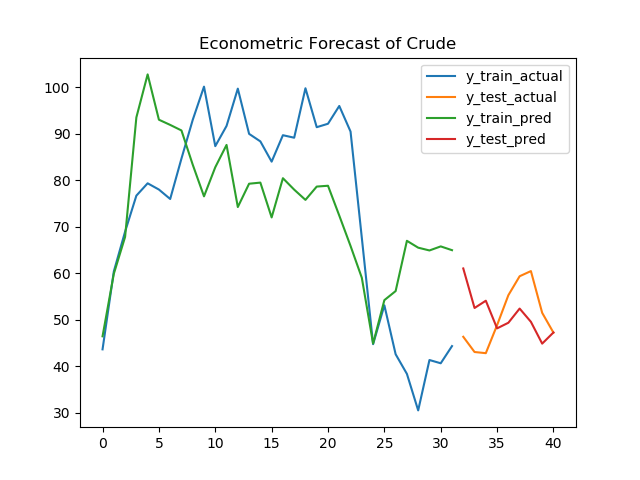 Econometric Forecast of Crude
y_train_actual
y_test_actual
y_train_pred
y_test_pred
100
90
80
70
60
50
40
30
0 5 10 15 20 25 30 35 40